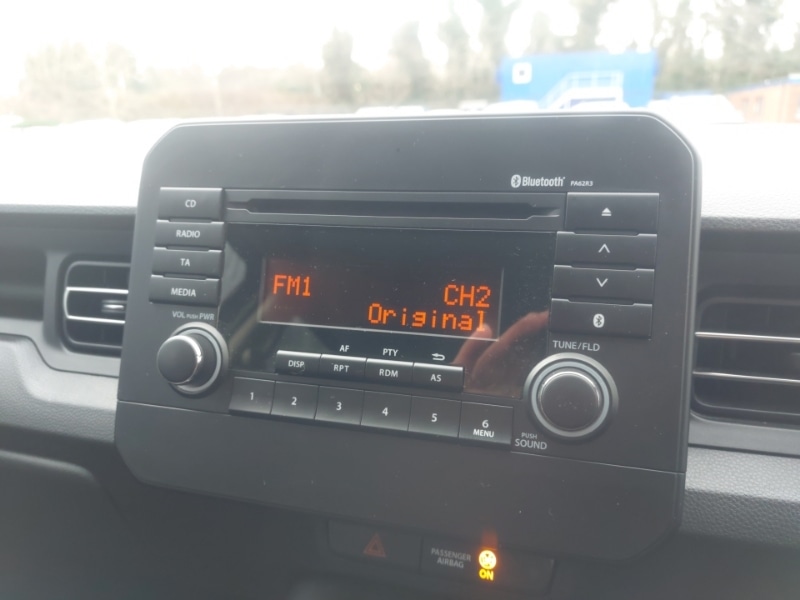 Bluetooth® PA62R3
CD
RADIO
TA
MEDIA
VOL PUSH PWR
FM1 CH2
Original
TUNE/FLD
AF PTY
DISP RPT RDM AS
1 2 3 4 5 6
MENU
PUSH
SOUND
PASSENGER
AIRBAG
ON